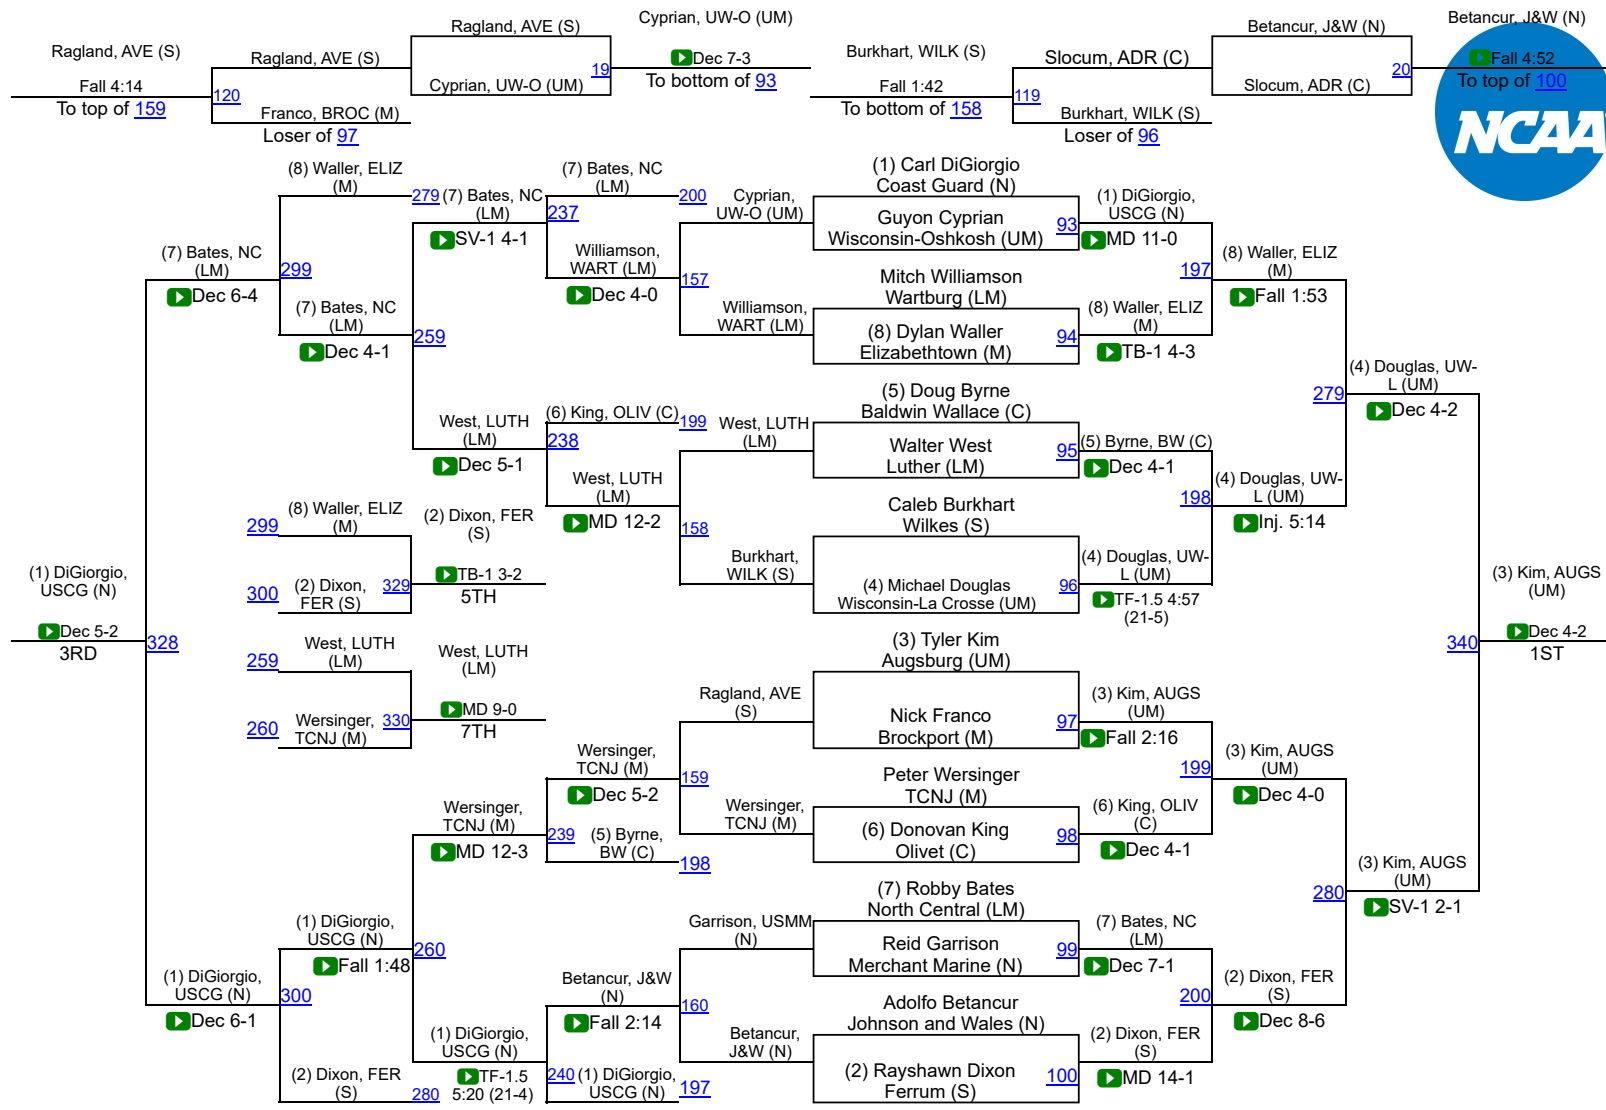 Ragland, AVE (S)
Cyprian, UW-O (UM)
Betancur, J&W (N)
Betancur, J&W (N)
Ragland, AVE (S)
Ragland, AVE (S)
Dec 7-3
Burkhart, WILK (S)
Slocum, ADR (C)
Fall 4:52
Fall 4:14
Cyprian, UW-O (UM)
19
To bottom of 93
Fall 1:42
Slocum, ADR (C)
20
To top of 100
To top of 159
120
Franco, BROC (M)
To bottom of 158
119
Burkhart, WILK (S)
Loser of 97
Loser of 96
NCAA
(8) Waller, ELIZ
(M)
279
(7) Bates, NC
(LM)
SV-1 4-1
(7) Bates, NC
(LM)
200
237
Williamson,
WART (LM)
Dec 4-0
Cyprian,
UW-O (UM)
157
Williamson,
WART (LM)
(1) Carl DiGiorgio
Coast Guard (N)
Guyon Cyprian
Wisconsin-Oshkosh (UM)
93
(1) DiGiorgio,
USCG (N)
MD 11-0
197
(8) Waller, ELIZ
(M)
Fall 1:53
Mitch Williamson
Wartburg (LM)
(8) Dylan Waller
Elizabethtown (M)
94
(8) Waller, ELIZ
(M)
TB-1 4-3
(7) Bates, NC
(LM)
Dec 6-4
299
(7) Bates, NC
(LM)
Dec 4-1
259
279
(4) Douglas, UW-
L (UM)
Dec 4-2
West, LUTH
(LM)
Dec 5-1
(6) King, OLIV (C)
199
238
West, LUTH
(LM)
MD 12-2
West, LUTH
(LM)
158
Burkhart,
WILK (S)
(5) Doug Byrne
Baldwin Wallace (C)
Walter West
Luther (LM)
95
(5) Byrne, BW (C)
Dec 4-1
198
(4) Douglas, UW-
L (UM)
Inj. 5:14
Caleb Burkhart
Wilkes (S)
(4) Michael Douglas
Wisconsin-La Crosse (UM)
96
(4) Douglas, UW-
L (UM)
TF-1.5 4:57
(21-5)
299
(8) Waller, ELIZ
(M)
(2) Dixon, FER
(S)
300
(2) Dixon,
FER (S)
329
TB-1 3-2
5TH
(1) DiGiorgio,
USCG (N)
Dec 5-2
3RD
328
259
West, LUTH
(LM)
West, LUTH
(LM)
260
Wersinger,
TCNJ (M)
330
MD 9-0
7TH
(3) Kim, AUGS
(UM)
340
Dec 4-2
1ST
(3) Tyler Kim
Augsburg (UM)
Ragland, AVE
(S)
Nick Franco
Brockport (M)
97
(3) Kim, AUGS
(UM)
Fall 2:16
Wersinger,
TCNJ (M)
Dec 5-2
159
Wersinger,
TCNJ (M)
Peter Wersinger
TCNJ (M)
(6) Donovan King
Olivet (C)
98
(6) King, OLIV
(C)
Dec 4-1
199
(3) Kim, AUGS
(UM)
Dec 4-0
Wersinger,
TCNJ (M)
MD 12-3
239
(5) Byrne,
BW (C)
198
280
(3) Kim, AUGS
(UM)
SV-1 2-1
(1) DiGiorgio,
USCG (N)
Fall 1:48
260
Garrison, USMM
(N)
(7) Robby Bates
North Central (LM)
Reid Garrison
Merchant Marine (N)
99
(7) Bates, NC
(LM)
Dec 7-1
(1) DiGiorgio,
USCG (N)
Dec 6-1
300
Betancur, J&W
(N)
Fall 2:14
160
Betancur,
J&W (N)
Adolfo Betancur
Johnson and Wales (N)
200
(2) Dixon, FER
(S)
Dec 8-6
(2) Rayshawn Dixon
Ferrum (S)
100
(2) Dixon, FER
(S)
MD 14-1
(2) Dixon, FER
(S)
280
(1) DiGiorgio,
USCG (N)
TF-1.5
5:20 (21-4)
240
(1) DiGiorgio,
USCG (N)
197